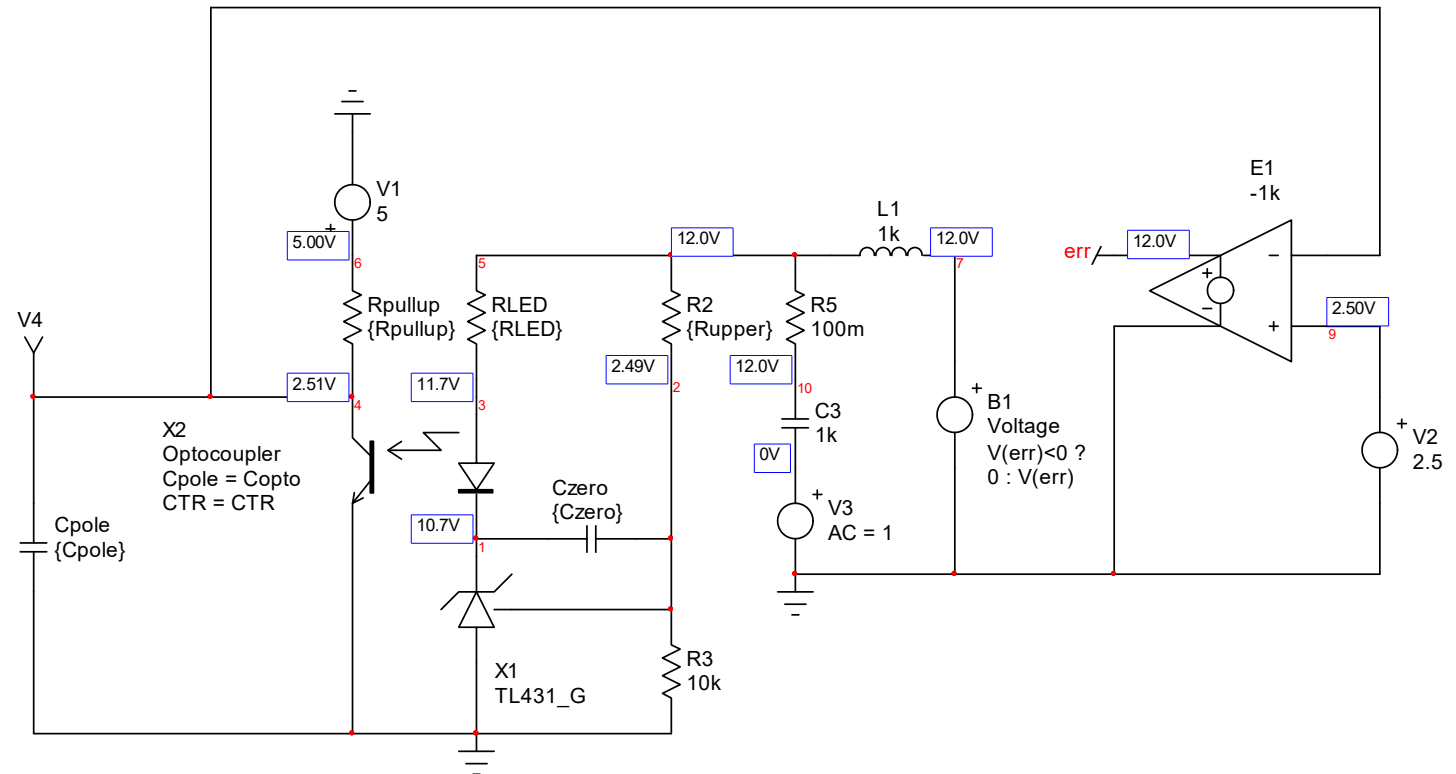 E1
-1k
V1
5
L1
1k
5.00V
+
6
12.0V
5
12.0V
7
err
12.0V
+
−
−
+
2.50V
9
V4
Rpullup
{Rpullup}
RLED
{RLED}
R2
{Rupper}
R5
100m
2.51V
4
11.7V
3
2.49V
2
12.0V
10
X2
Optocoupler
Cpole = Copto
CTR = CTR
C3
1k
0V
+
B1
Voltage
V(err)<0 ?
0 : V(err)
+
V2
2.5
Cpole
{Cpole}
10.7V
1
Czero
{Czero}
+
V3
AC = 1
X1
TL431_G
R3
10k